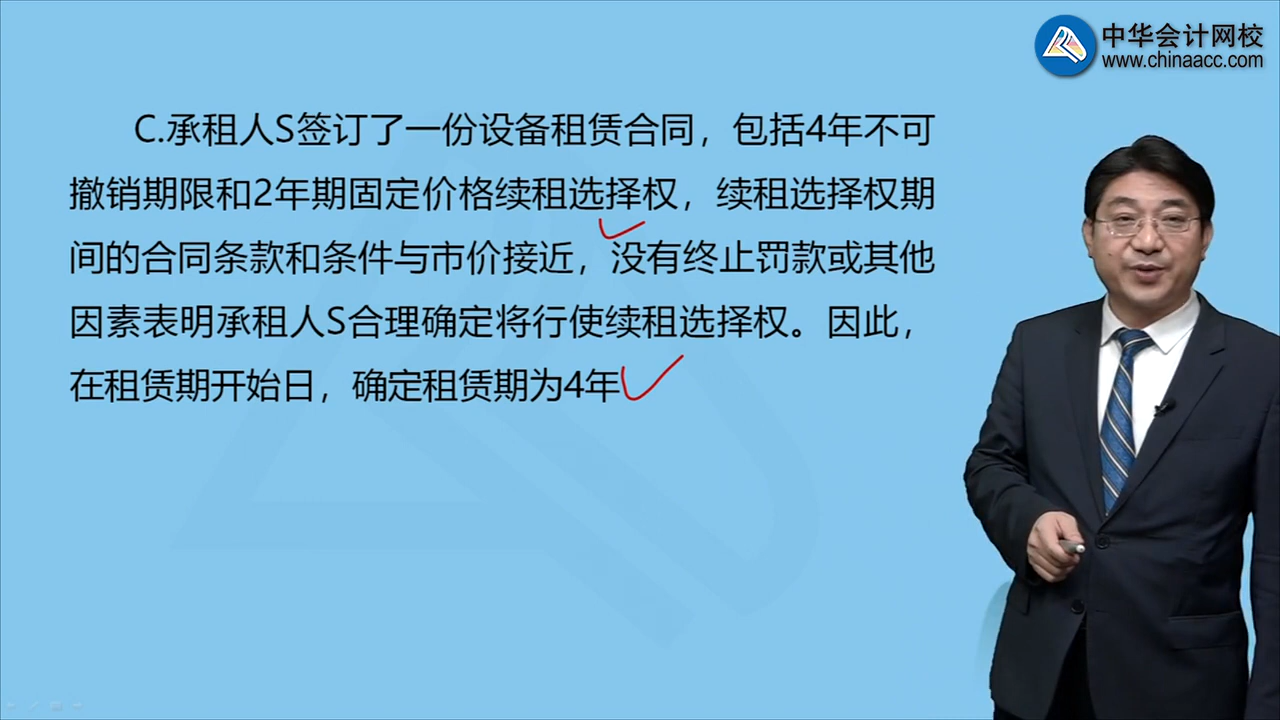 中华会计网校
www.chinaacc.com
C.承租人S签订了一份设备租赁合同，包括4年不可
撤销期限和2年期固定价格续租选择权，续租选择权期
间的合同条款和条件与市价接近，没有终止罚款或其他
因素表明承租人S合理确定将行使续租选择权。因此，
在租赁期开始日，确定租赁期为4年